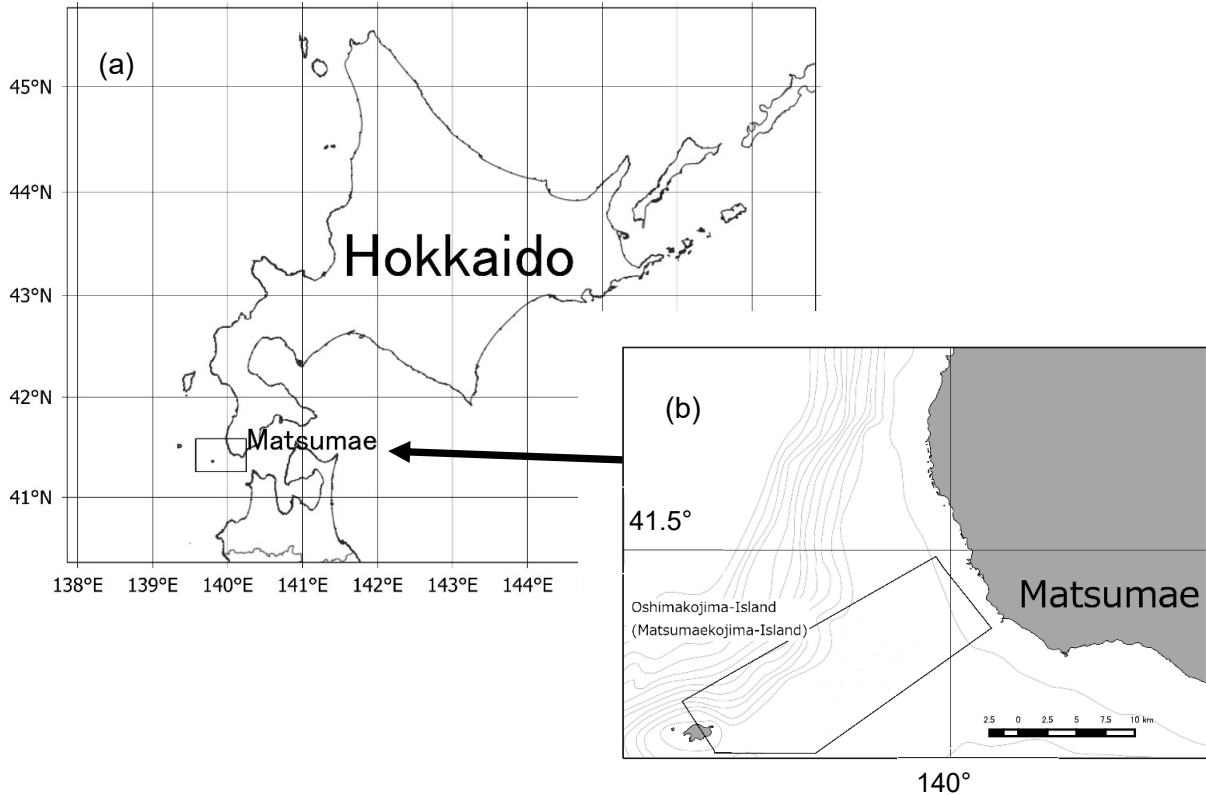 (a)
45°N
44°N
Hokkaido
43°N
42°N
Matsumae
41°N
138°E 139°E 140°E 141°E 142°E 143°E 144°E
(b)
41.5°
Matsumae
Oshimakojima-Island
(Matsumaekojima-Island)
2.5 0 2.5 5 7.5 10 km
140°